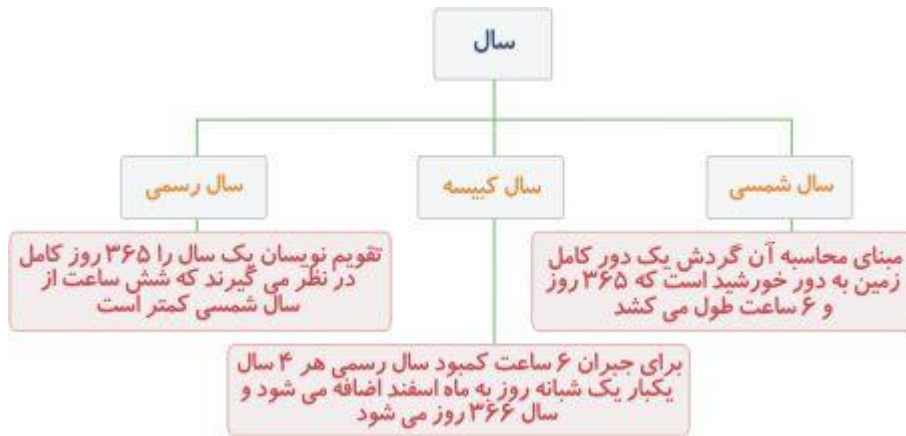 سال
سال شمسی
سال کبیسه
سال رسمی
مبنای محاسبه آن گردش یک دور کامل
زمین به دور خورشید است که ۳۶۵ روز
و ۶ ساعت طول می کشد
تقویم نویسان یک سال را ۳۶۵ روز کامل
در نظر می گیرند که شش ساعت از
سال شمسی کمتر است
برای جبران ۶ ساعت کمبود سال رسمی هر ۴ سال
یکبار یک شبانه روز به ماه اسفند اضافه می شود و
سال ۳۶۶ روز می شود